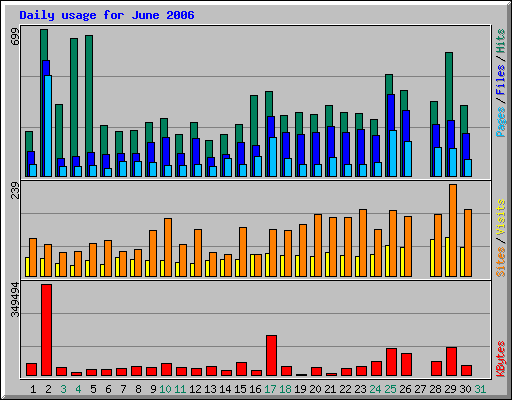 Daily usage for June 2006
699
Pages/Files/Hits
239
Sites/Visits
349494
KBytes
1 2 3 4 5 6 7 8 9 10 11 12 13 14 15 16 17 18 19 20 21 22 23 24 25 26 27 28 29 30 31